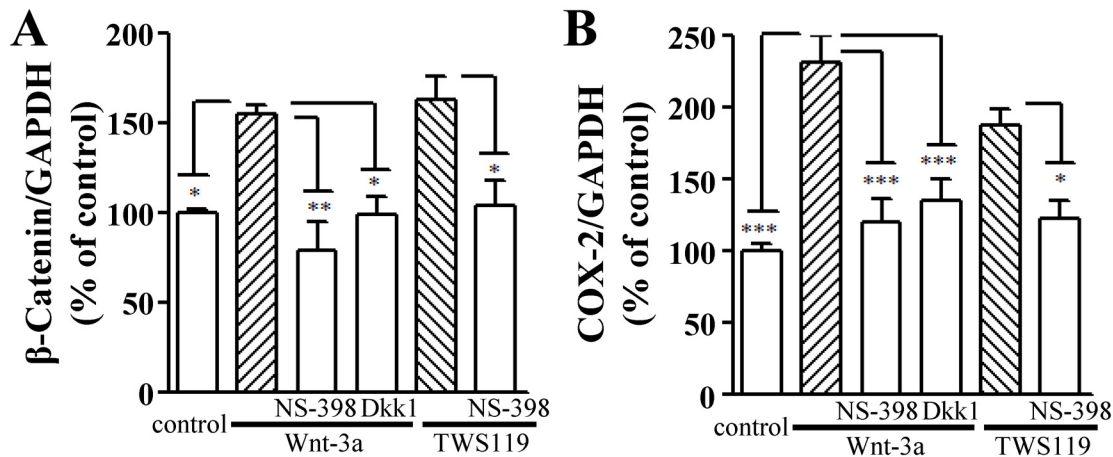 A
β-Catenin/GAPDH
(% of control)
200
150
100
50
0
*
**
*
*
control
NS-398 Dkk1
NS-398
Wnt-3a
TWS119
B
COX-2/GAPDH
(% of control)
250
200
150
100
50
0
***
***
***
*
control
NS-398 Dkk1
NS-398
Wnt-3a
TWS119